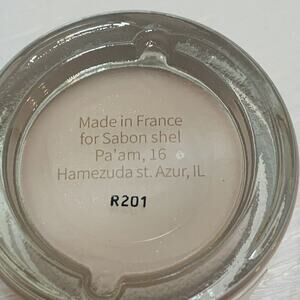 Made in France
for Sabon shel
Pa'am, 16
Hamezuda st. Azur, IL
R201